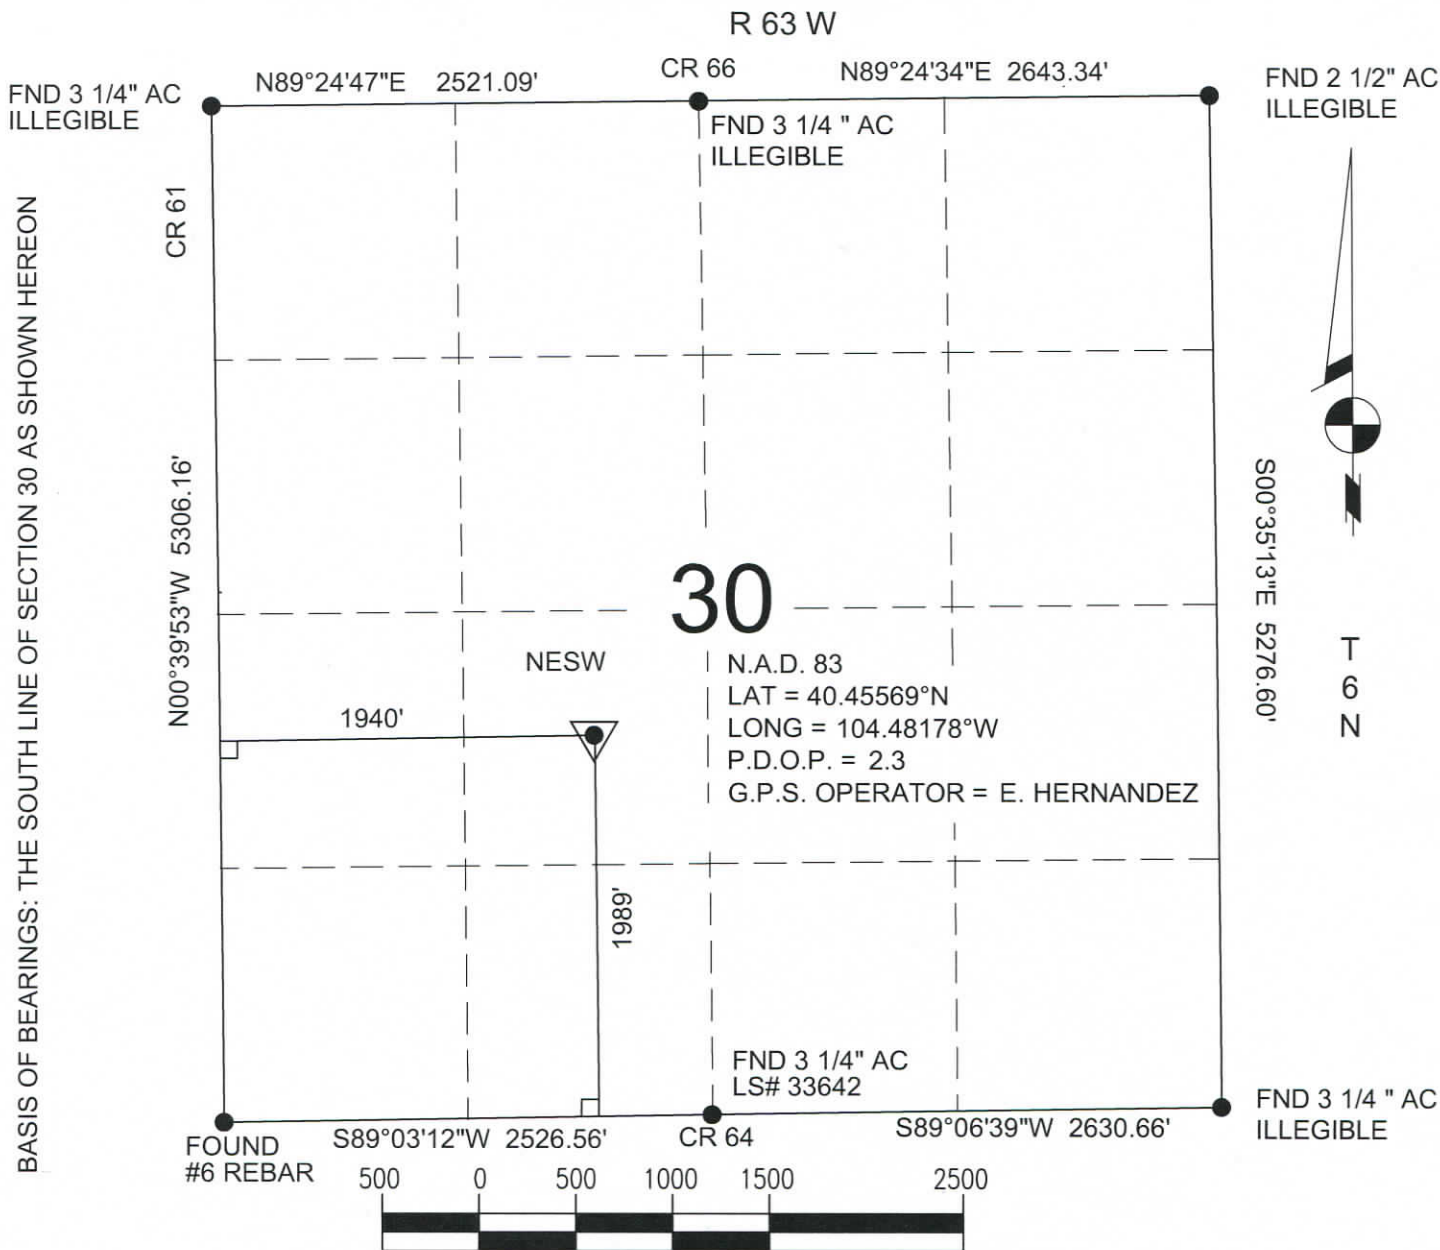 R 63 W
N89°24'47"E 2521.09'
CR 66
N89°24'34"E 2643.34'
FND 3 1/4" AC
ILLEGIBLE
FND 2 1/2" AC
ILLEGIBLE
FND 3 1/4 " AC
ILLEGIBLE
CR 61
BASIS OF BEARINGS: THE SOUTH LINE OF SECTION 30 AS SHOWN HEREON
N00°39'53"W 5306.16'
S00°35'13"E 5276.60'
30
T
6
N
NESW
N.A.D. 83
LAT = 40.45569°N
LONG = 104.48178°W
P.D.O.P. = 2.3
G.P.S. OPERATOR = E. HERNANDEZ
1940'
1989'
FND 3 1/4" AC
LS# 33642
FND 3 1/4 " AC
ILLEGIBLE
FOUND
#6 REBAR
S89°03'12"W 2526.56'
CR 64
S89°06'39"W 2630.66'
500 0 500 1000 1500 2500
N